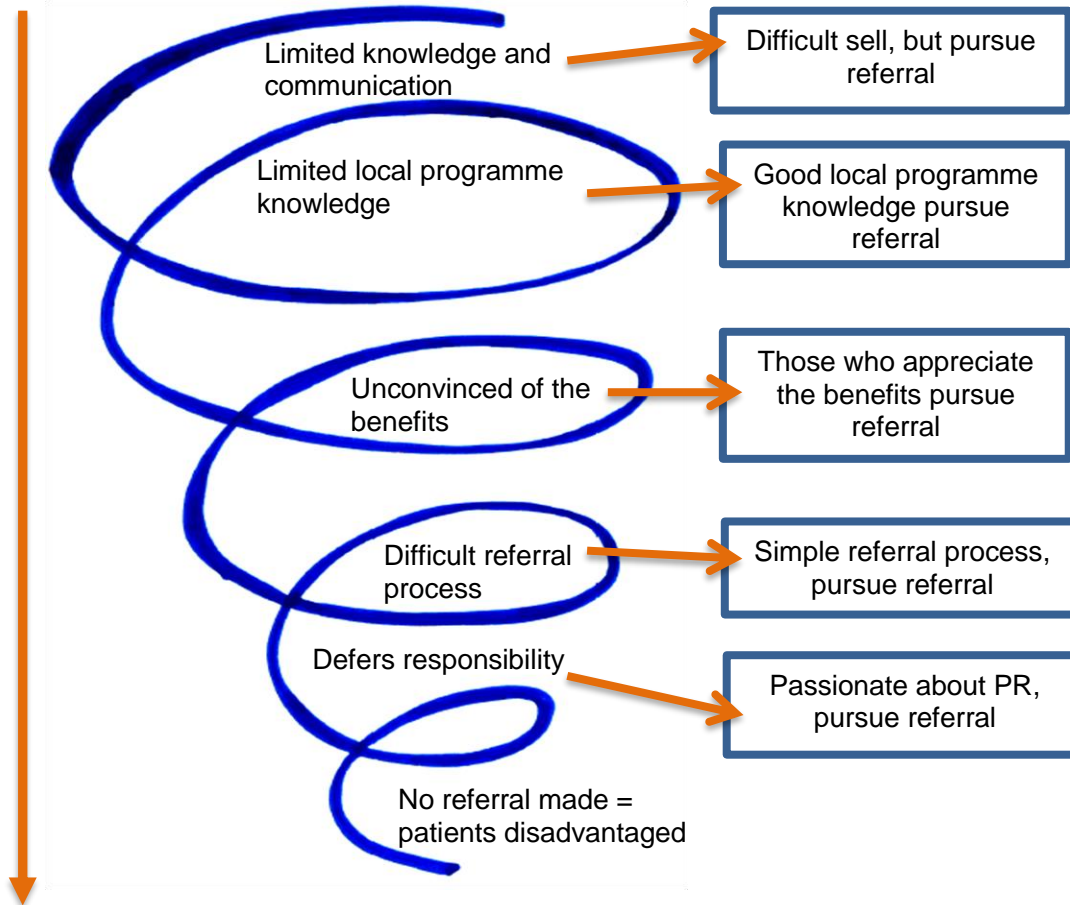 Limited knowledge and
communication
Difficult sell, but pursue
referral
Limited local programme
knowledge
Good local programme
knowledge pursue
referral
Unconvinced of the
benefits
Those who appreciate
the benefits pursue
referral
Difficult referral
process
Simple referral process,
pursue referral
Defers responsibility
Passionate about PR,
pursue referral
No referral made =
patients disadvantaged